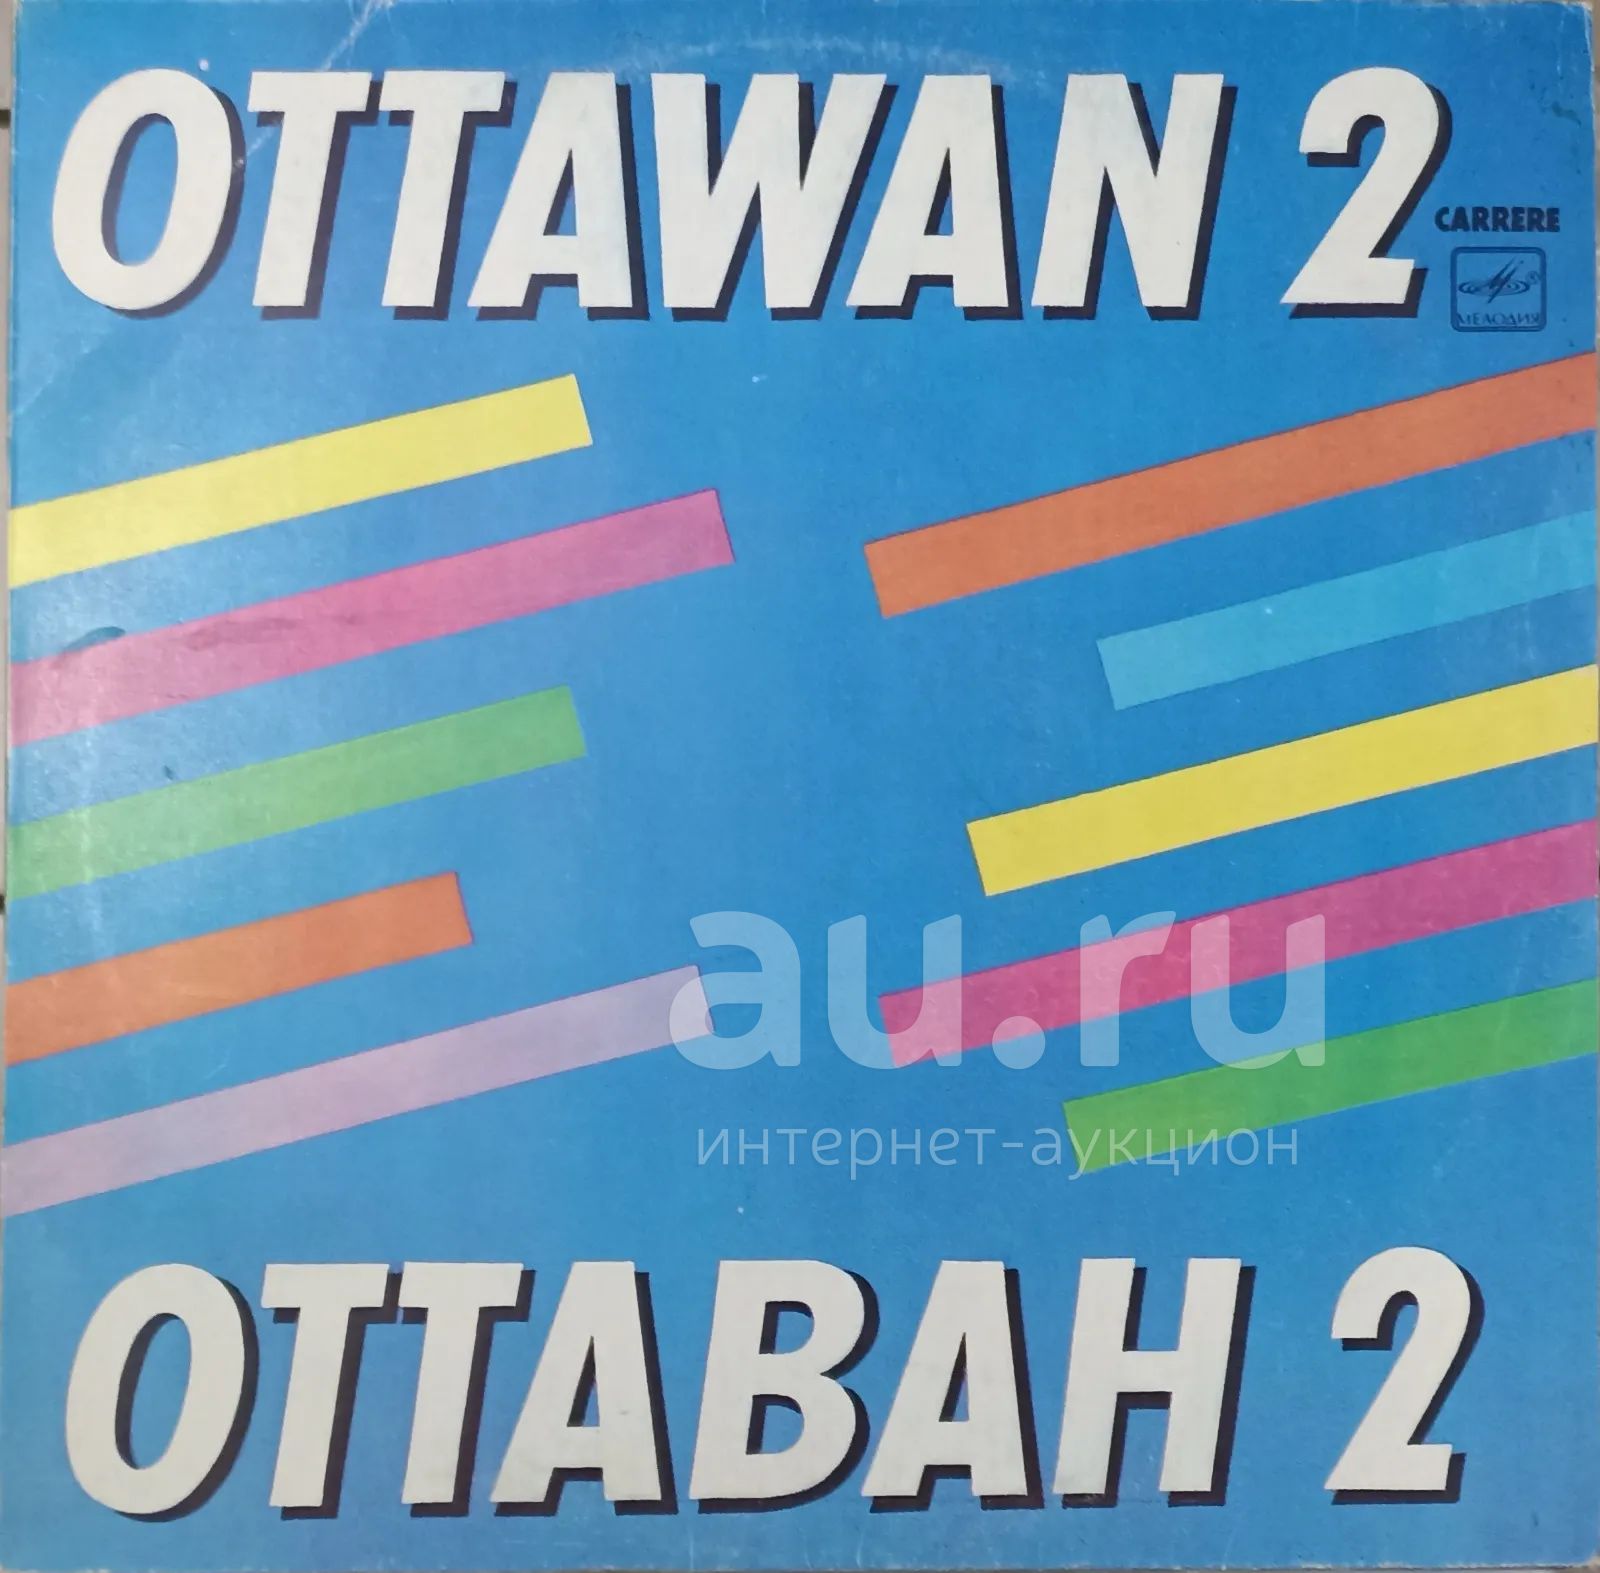 OTTAWAN 2
CARRERE
МЕЛОДИЯ
au.ru
интернет-аукцион
ОТТАВАН 2